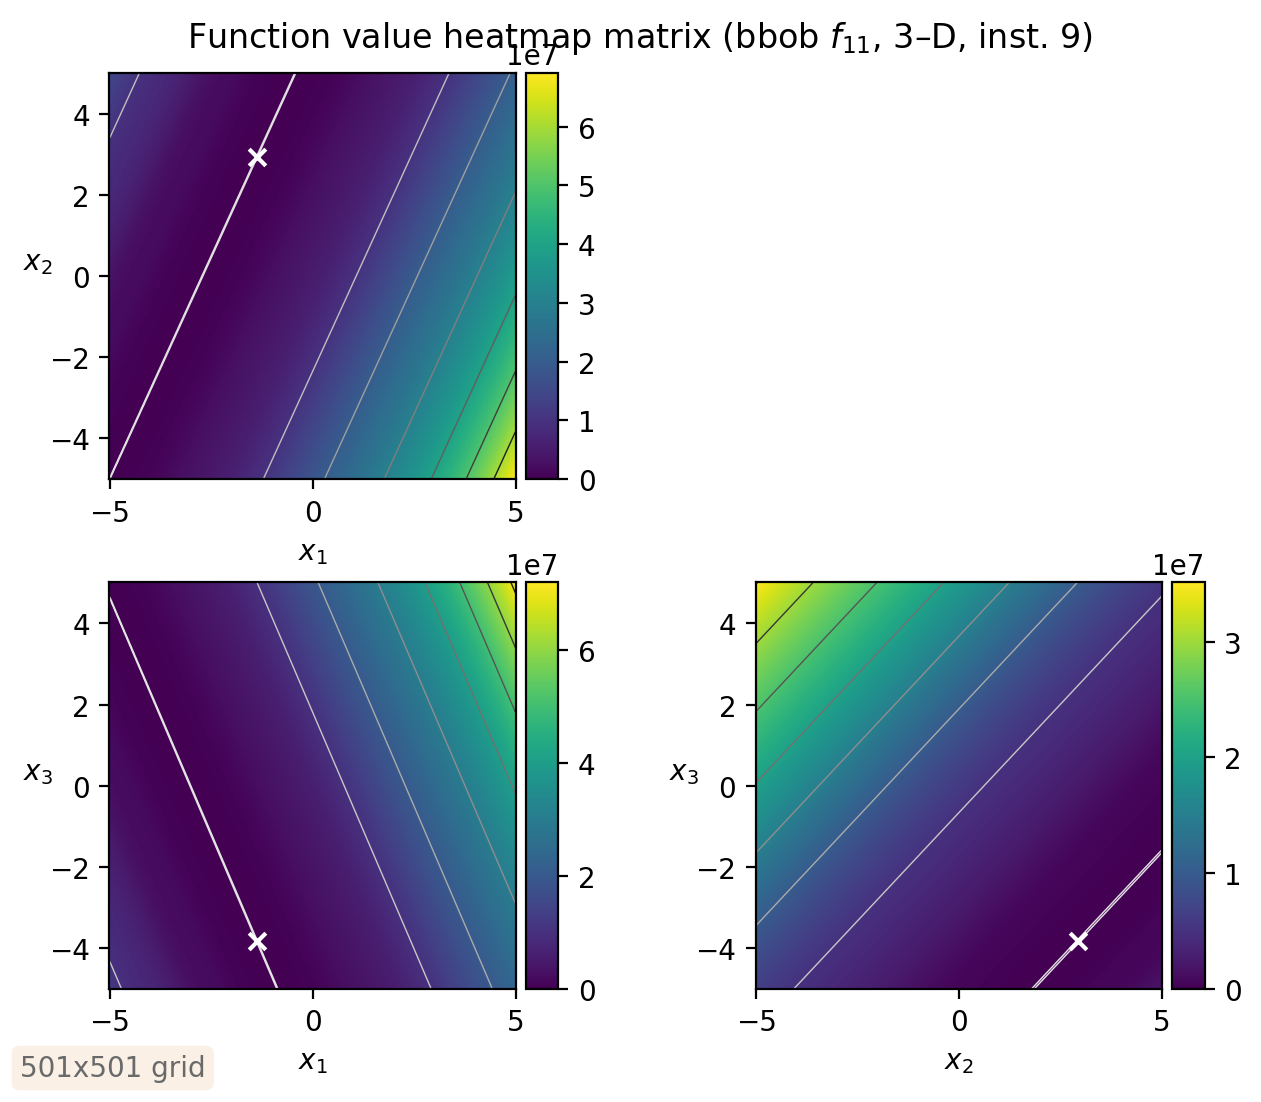 Function value heatmap matrix (bbob f₁₁, 3–D, inst. 9)
1e7
4
2
0
−2
−4
x₂
6
5
4
3
2
1
0
−5 0 5
x₁
1e7
4
2
0
−2
−4
x₃
6
4
2
0
−5 0 5
x₁
1e7
4
2
0
−2
−4
x₃
3
2
1
0
−5 0 5
x₂
501x501 grid